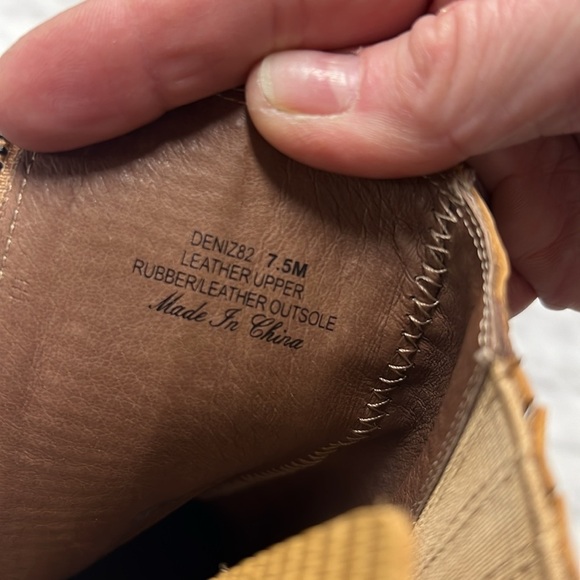 DENIZ82 7.5M
LEATHER UPPER
RUBBER/LEATHER OUTSOLE
Made In China